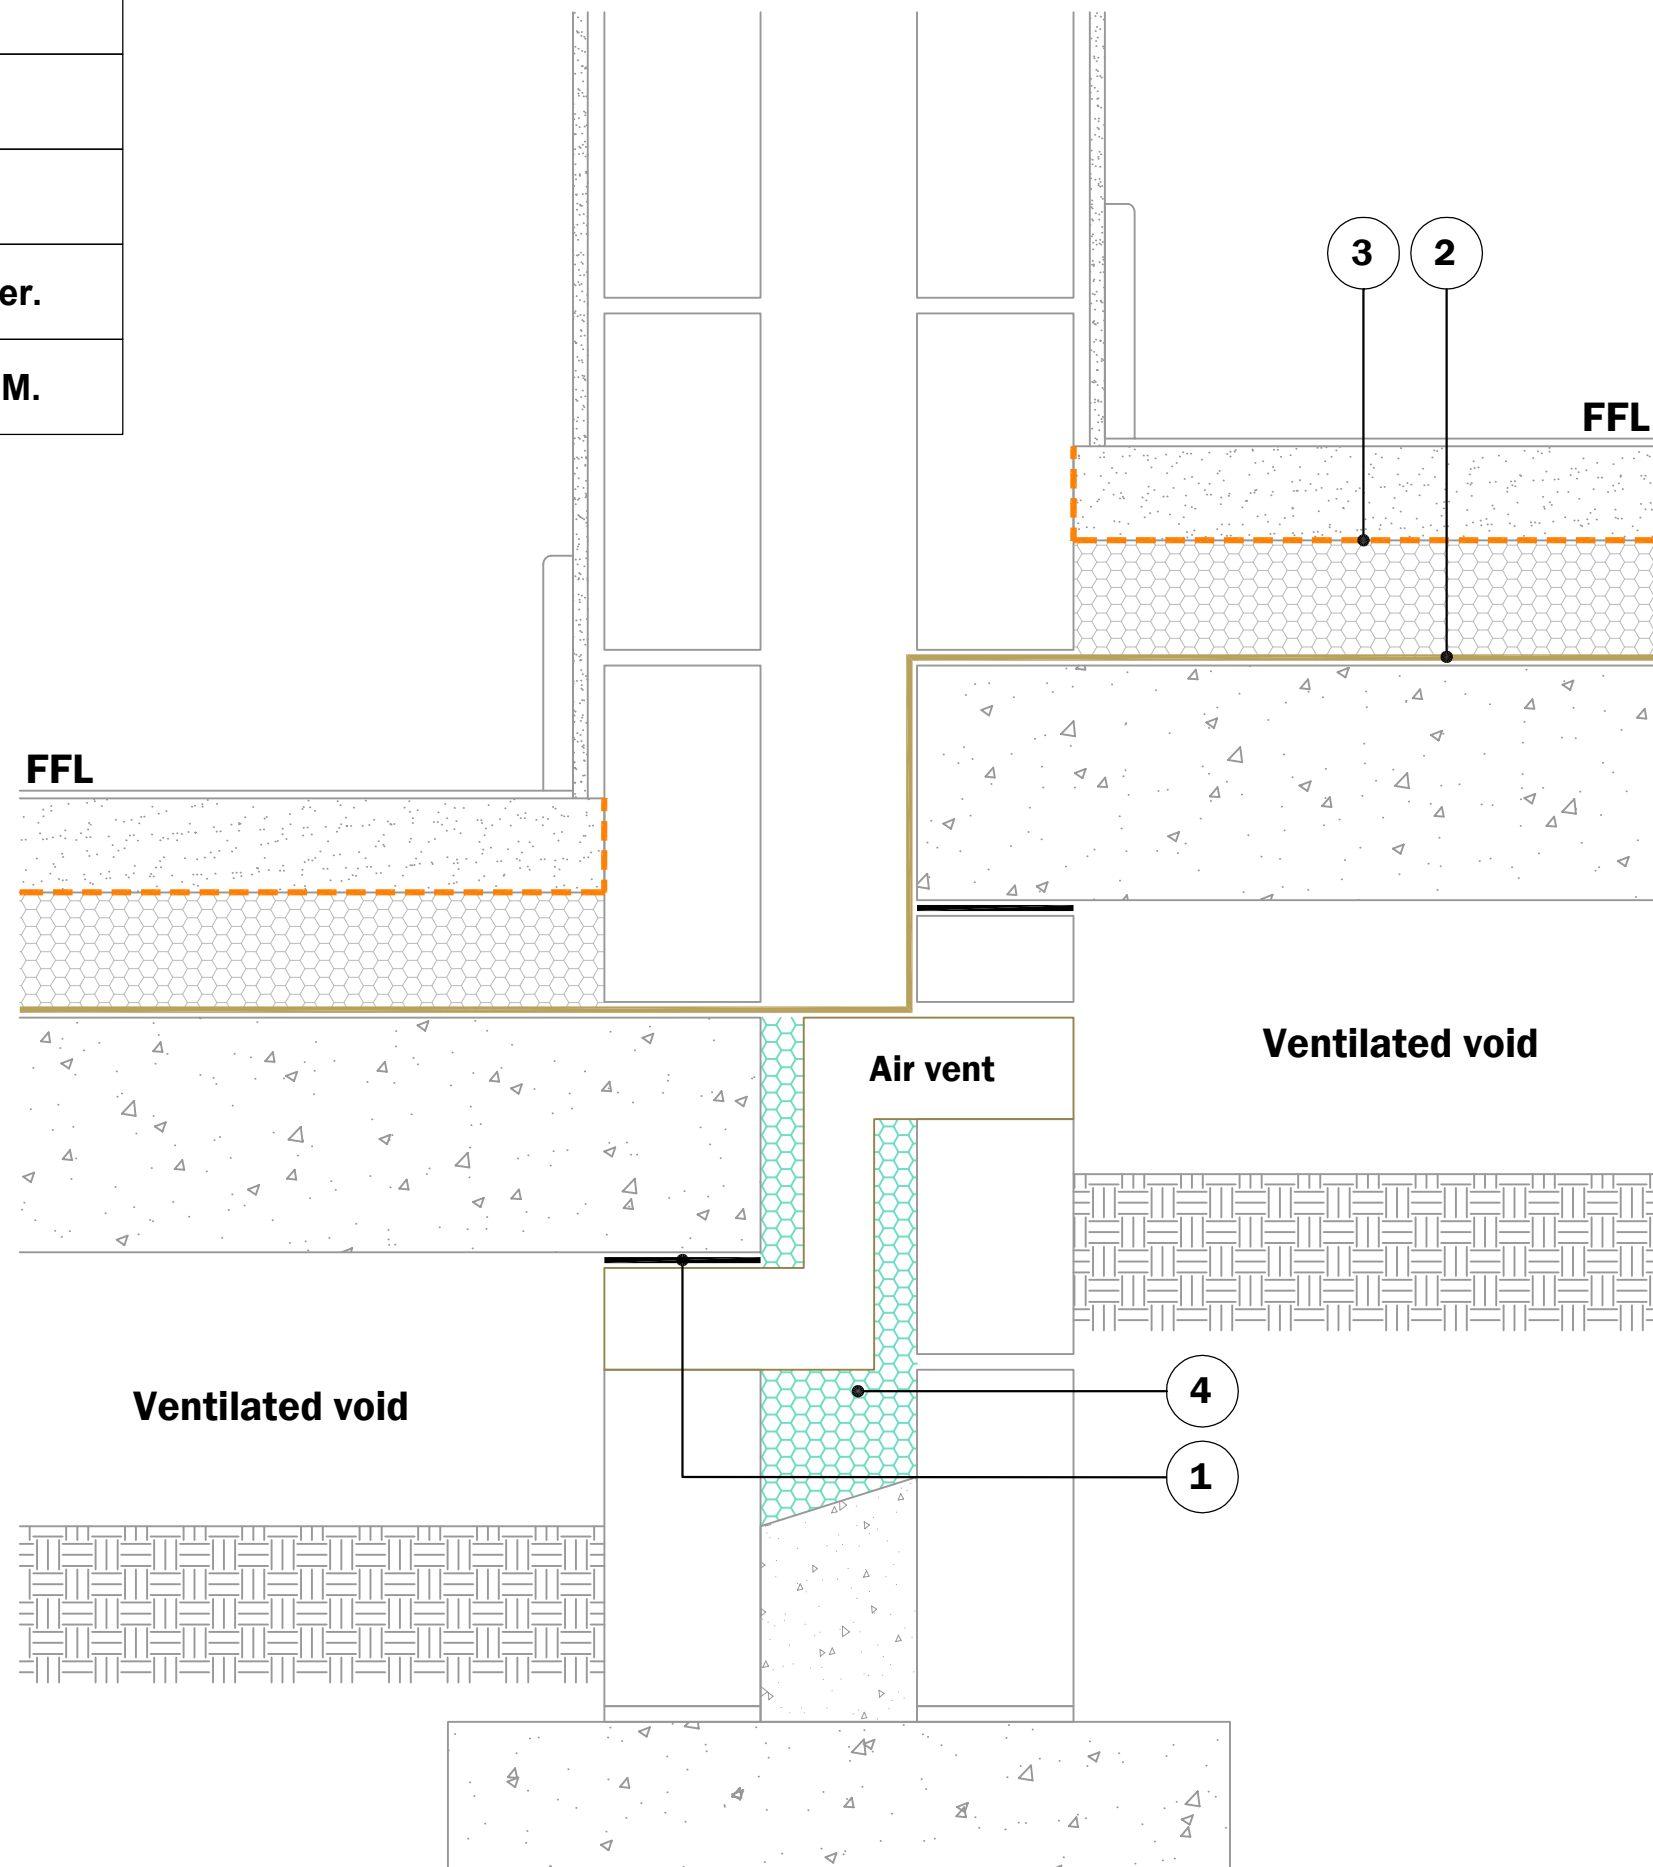 er.
M.
3 2
FFL
FFL
Ventilated void
Air vent
4
Ventilated void
1